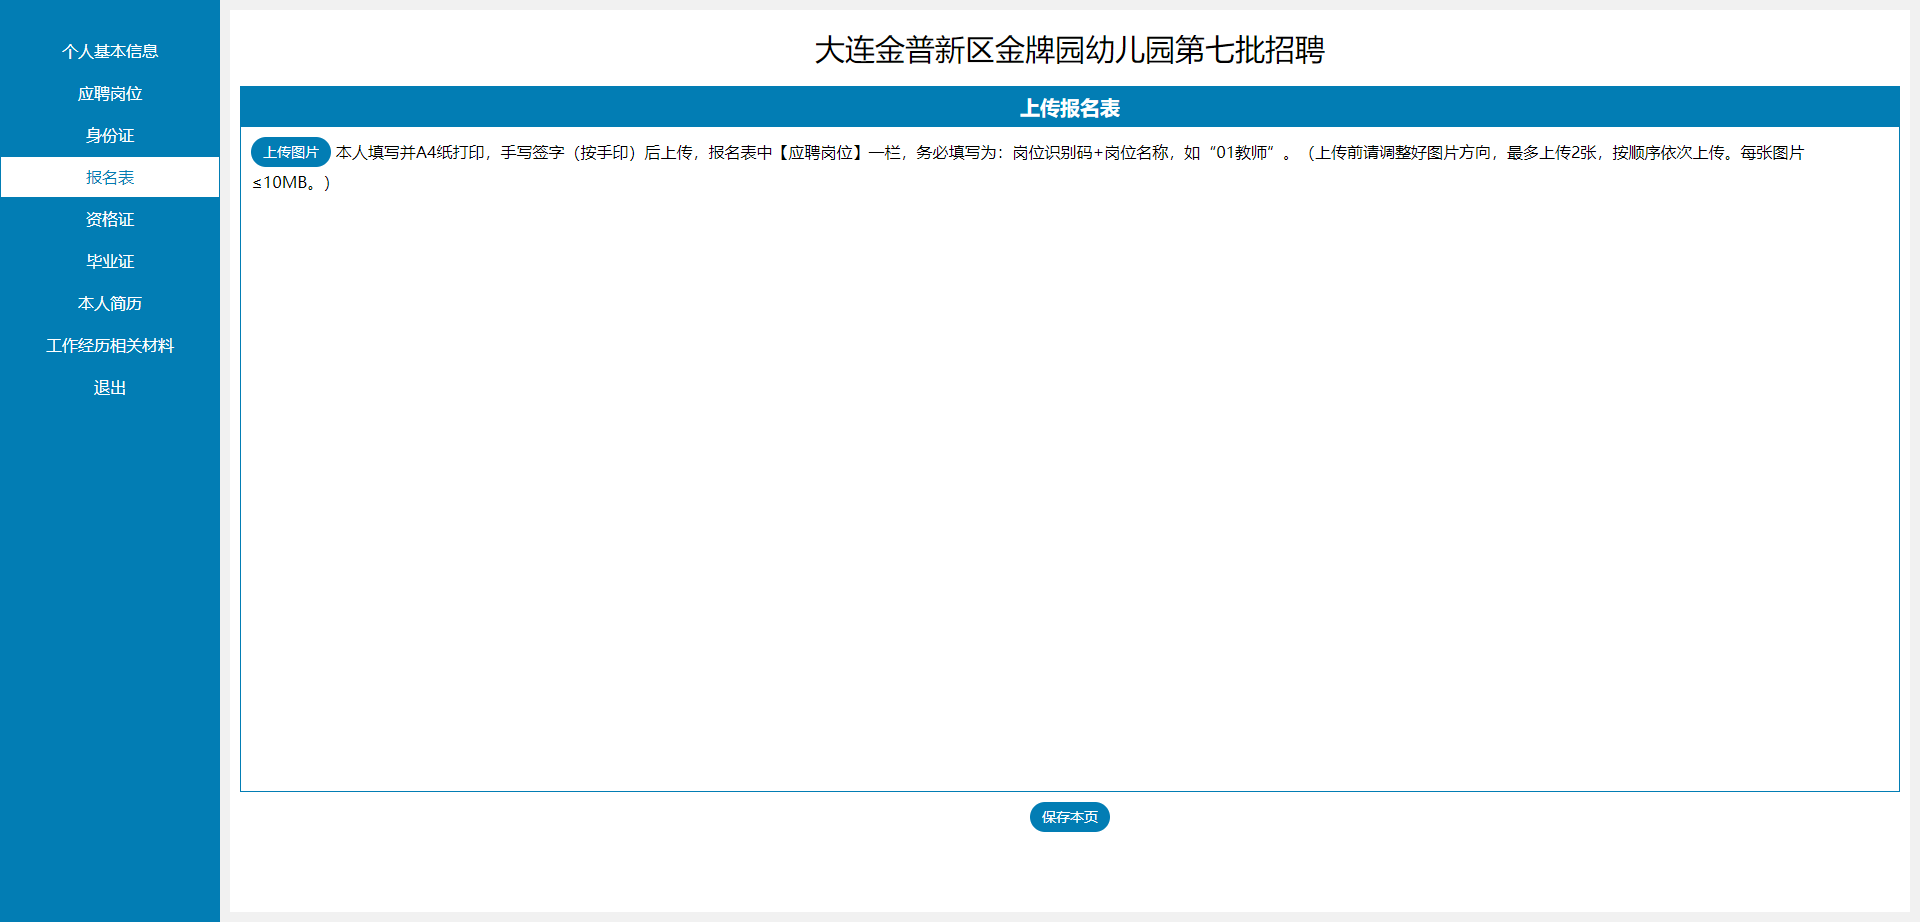 个人基本信息
应聘岗位
身份证
报名表
资格证
毕业证
本人简历
工作经历相关材料
退出
大连金普新区金牌园幼儿园第七批招聘
上传报名表
上传图片 本人填写并A4纸打印，手写签字（按手印）后上传，报名表中【应聘岗位】一栏，务必填写为：岗位识别码+岗位名称，如“01教师”。（上传前请调整好图片方向，最多上传2张，按顺序依次上传。每张图片
≤10MB。）
保存本页